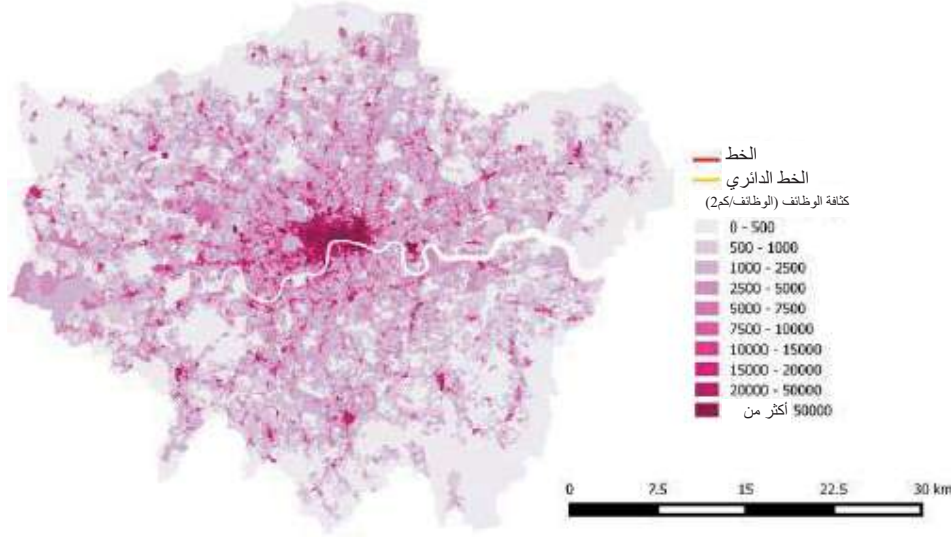 الخط
الخط الدائري
كثافة الوظائف (الوظائف/كم2)
0 - 500
500 - 1000
1000 - 2500
2500 - 5000
5000 - 7500
7500 - 10000
10000 - 15000
15000 - 20000
20000 - 50000
أكثر من 50000
0 7.5 15 22.5 30 km